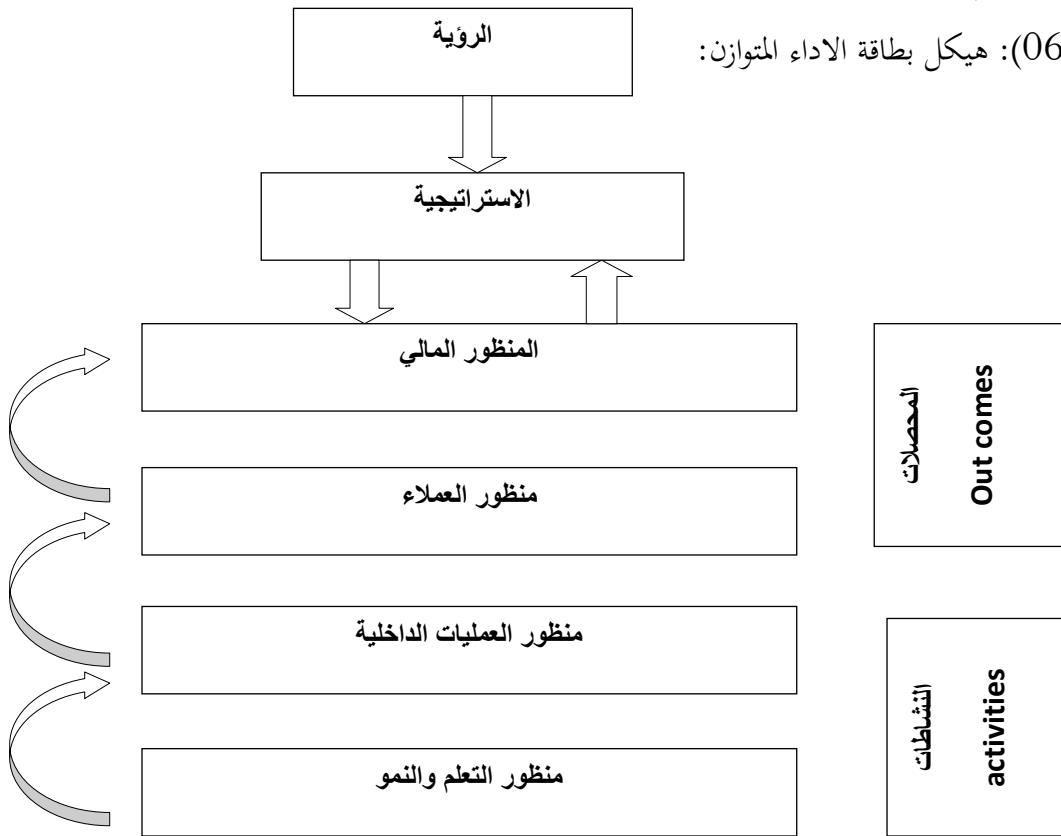 06): هيكل بطاقة الاداء المتوازن:
الرؤية
الاستراتيجية
المنظور المالي
منظور العملاء
منظور العمليات الداخلية
منظور التعلم والنمو
المحصلات
Out comes
النشاطات
activities